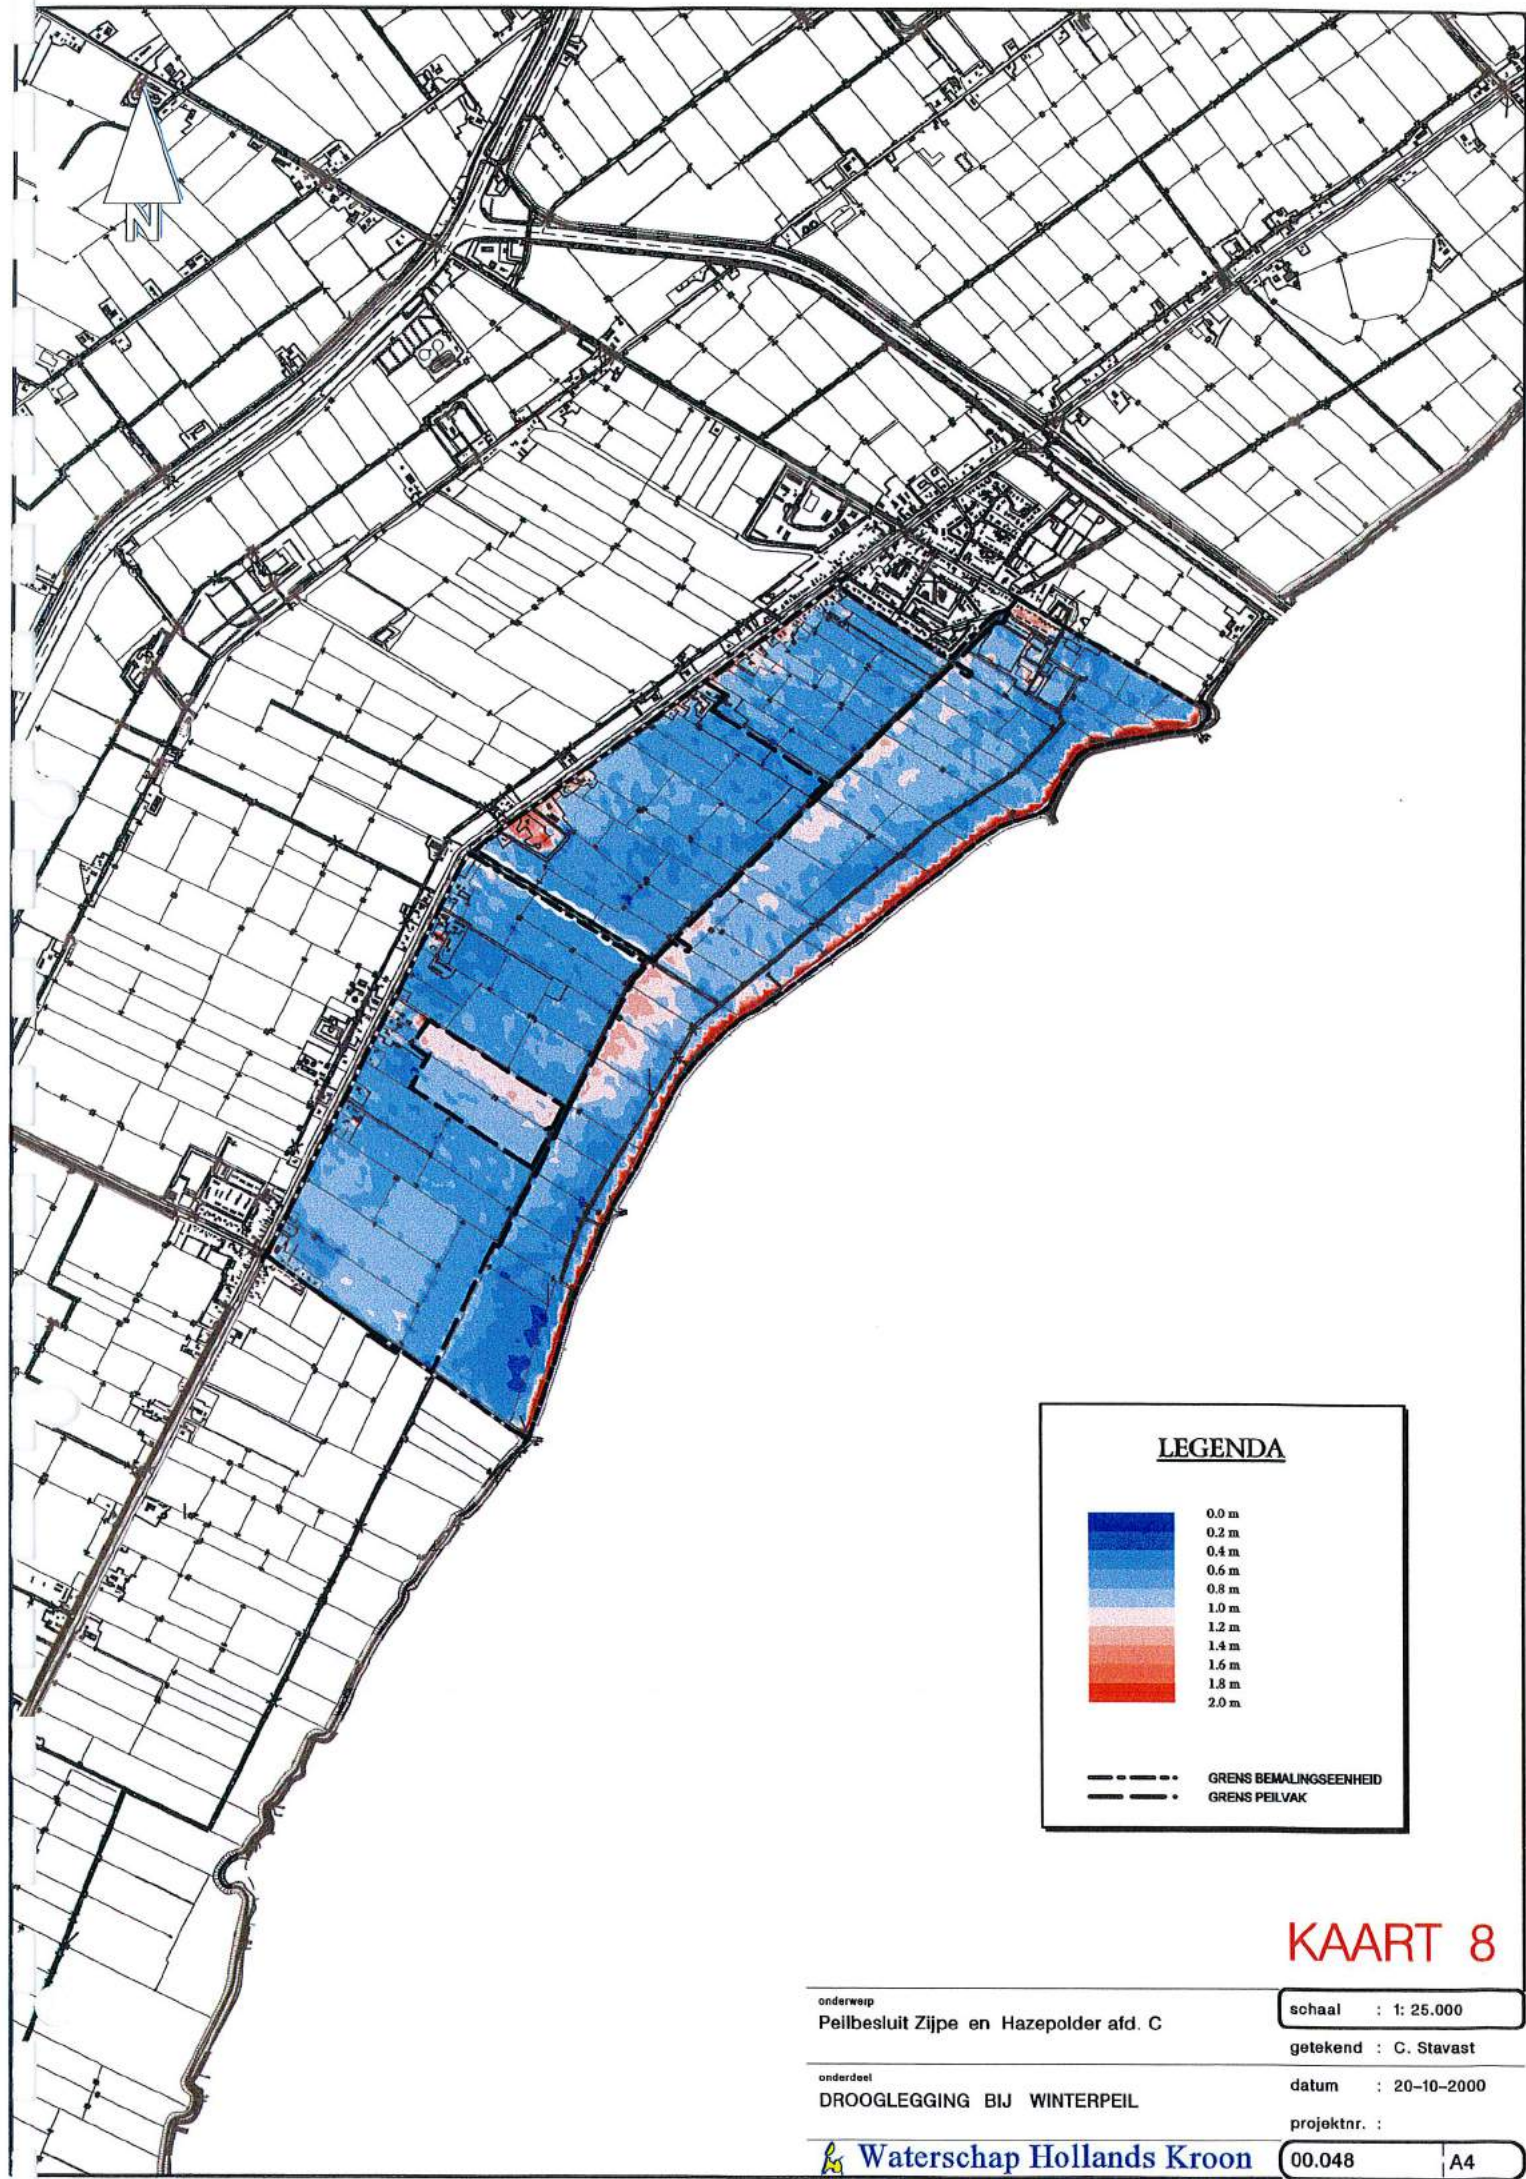 N
LEGENDA
0.0 m
0.2 m
0.4 m
0.6 m
0.8 m
1.0 m
1.2 m
1.4 m
1.6 m
1.8 m
2.0 m
GRENS BEMALINGSEENHEID
GRENS PEILVAK
KAART 8
onderwerp
Peilbesluit Zijpe en Hazepolder afd. C
schaal : 1: 25.000
getekend : C. Stavast
onderdeel
DROOGLEGGING BIJ WINTERPEIL
datum : 20-10-2000
projektnr. :
Waterschap Hollands Kroon
00.048 A4